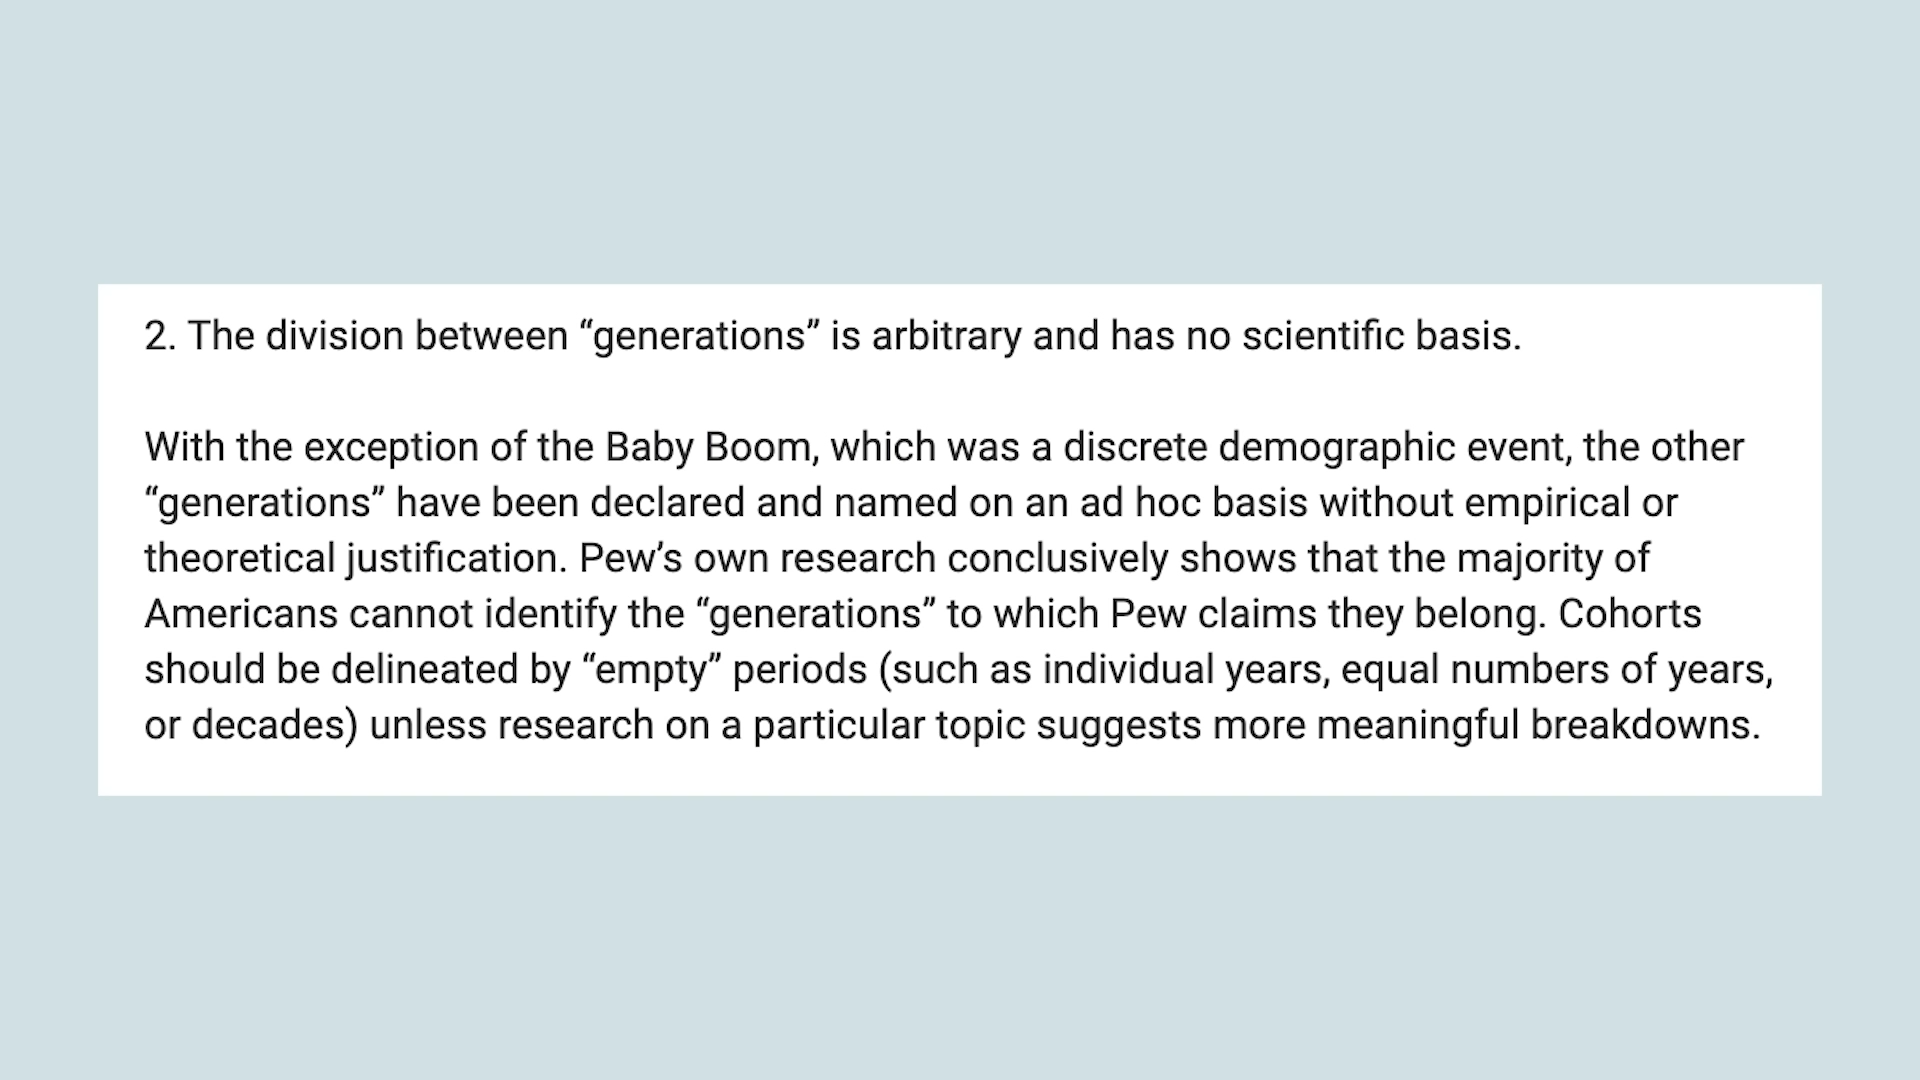 2. The division between “generations” is arbitrary and has no scientific basis.
With the exception of the Baby Boom, which was a discrete demographic event, the other
“generations” have been declared and named on an ad hoc basis without empirical or
theoretical justification. Pew’s own research conclusively shows that the majority of
Americans cannot identify the “generations” to which Pew claims they belong. Cohorts
should be delineated by “empty” periods (such as individual years, equal numbers of years,
or decades) unless research on a particular topic suggests more meaningful breakdowns.